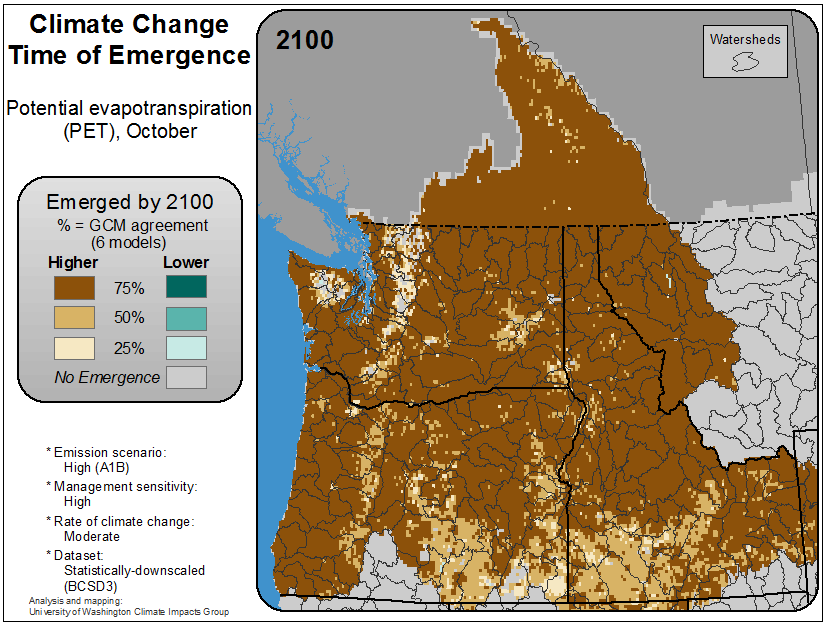 Climate Change
Time of Emergence
Potential evapotranspiration
(PET), October
Emerged by 2100
% = GCM agreement
(6 models)
Higher Lower
75%
50%
25%
No Emergence
* Emission scenario:
High (A1B)
* Management sensitivity:
High
* Rate of climate change:
Moderate
* Dataset:
Statistically-downscaled
(BCSD3)
Analysis and mapping:
University of Washington Climate Impacts Group
2100
Watersheds